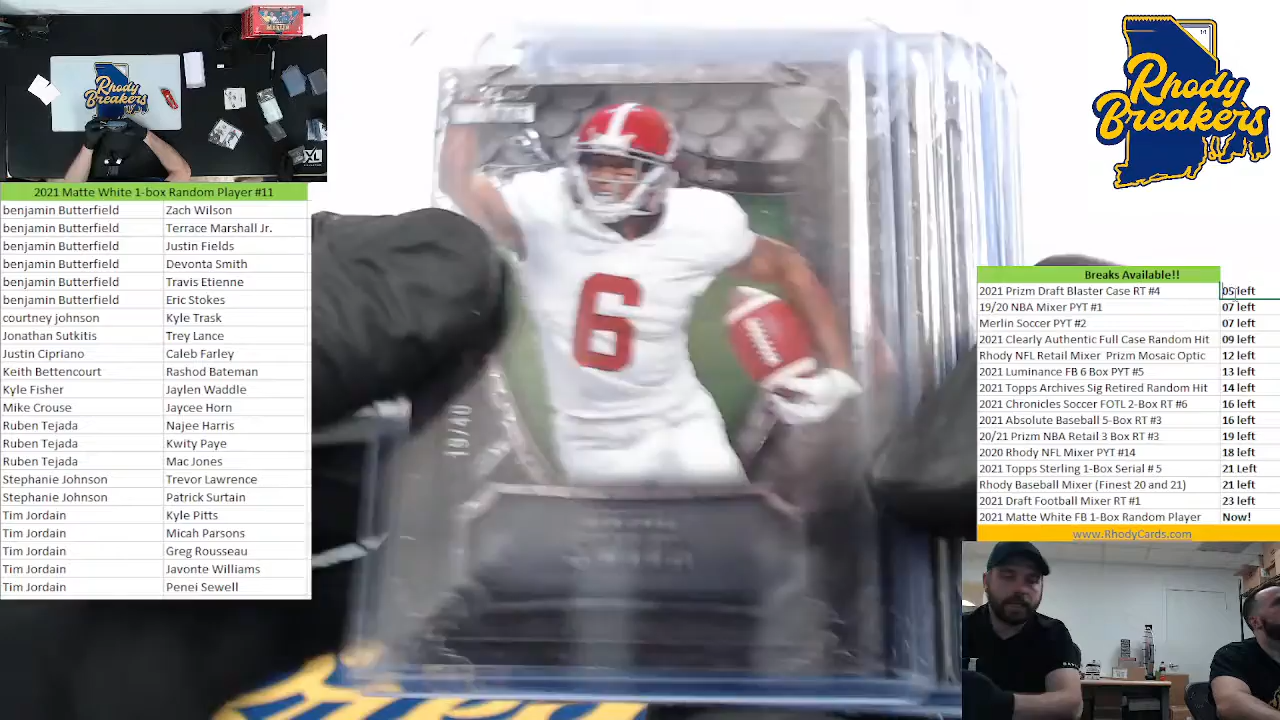 2021 Matte White 1-box Random Player #11
benjamin Butterfield Zach Wilson
benjamin Butterfield Terrace Marshall Jr.
benjamin Butterfield Justin Fields
benjamin Butterfield Devonta Smith
benjamin Butterfield Travis Etienne
benjamin Butterfield Eric Stokes
courtney johnson Kyle Trask
Jonathan Sutkitis Trey Lance
Justin Cipriano Caleb Farley
Keith Bettencourt Rashod Bateman
Kyle Fisher Jaylen Waddle
Mike Crouse Jaycee Horn
Ruben Tejada Najee Harris
Ruben Tejada Kwity Paye
Ruben Tejada Mac Jones
Stephanie Johnson Trevor Lawrence
Stephanie Johnson Patrick Surtain
Tim Jordain Kyle Pitts
Tim Jordain Micah Parsons
Tim Jordain Greg Rousseau
Tim Jordain Javonte Williams
Tim Jordain Penei Sewell
Rhody
Breakers
6
19/40
Rhody
Breakers
Breaks Available!!
2021 Prizm Draft Blaster Case RT #4 05 left
19/20 NBA Mixer PYT #1 07 left
Merlin Soccer PYT #2 07 left
2021 Clearly Authentic Full Case Random Hit 09 left
Rhody NFL Retail Mixer Prizm Mosaic Optic 12 left
2021 Luminance FB 6 Box PYT #5 13 left
2021 Topps Archives Sig Retired Random Hit 14 left
2021 Chronicles Soccer FOTL 2-Box RT #6 16 left
2021 Absolute Baseball 5-Box RT #3 16 left
20/21 Prizm NBA Retail 3 Box RT #3 19 left
2020 Rhody NFL Mixer PYT #14 18 left
2021 Topps Sterling 1-Box Serial # 5 21 Left
Rhody Baseball Mixer (Finest 20 and 21) 21 left
2021 Draft Football Mixer RT #1 23 left
2021 Matte White FB 1-Box Random Player Now!
www.RhodyCards.com